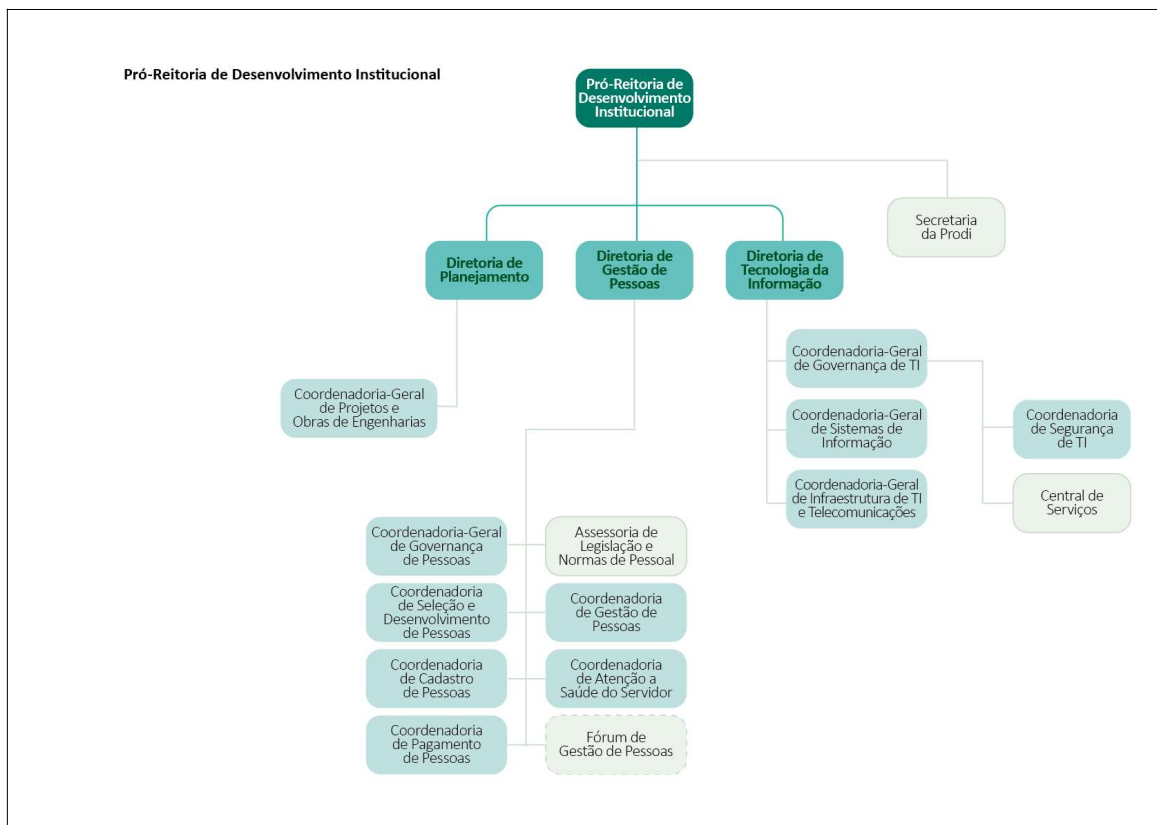 Pró-Reitoria de Desenvolvimento Institucional
Pró-Reitoria de
Desenvolvimento
Institucional
Secretaria
da Prodi
Diretoria de
Planejamento
Diretoria de
Gestão de
Pessoas
Diretoria de
Tecnologia da
Informação
Coordenadoria-Geral
de Projetos e
Obras de Engenharias
Coordenadoria-Geral
de Governança de TI
Coordenadoria-Geral
de Sistemas de
Informação
Coordenadoria-Geral
de Infraestrutura de TI
e Telecomunicações
Coordenadoria
de Segurança
de TI
Central de
Serviços
Coordenadoria-Geral
de Governança
de Pessoas
Assessoria de
Legislação e
Normas de Pessoal
Coordenadoria
de Seleção e
Desenvolvimento
de Pessoas
Coordenadoria
de Gestão de
Pessoas
Coordenadoria
de Cadastro
de Pessoas
Coordenadoria
de Atenção a
Saúde do Servidor
Coordenadoria
de Pagamento
de Pessoas
Fórum de
Gestão de Pessoas